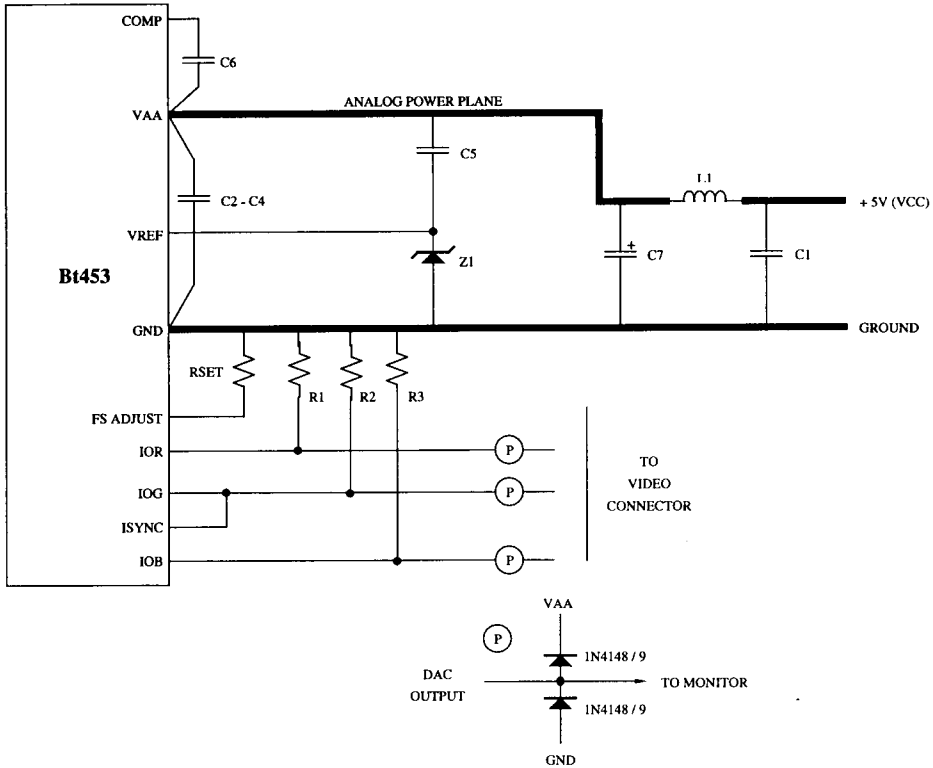 COMP
C6
ANALOG POWER PLANE
VAA
C5
L1
C2 - C4
+ 5V (VCC)
VREF
+
C7
C1
Z1
Bt453
GND
GROUND
RSET
R1
R2
R3
FS ADJUST
IOR
P
TO
VIDEO
CONNECTOR
IOG
P
ISYNC
IOB
P
VAA
P
1N4148 / 9
DAC
OUTPUT
TO MONITOR
1N4148 / 9
GND